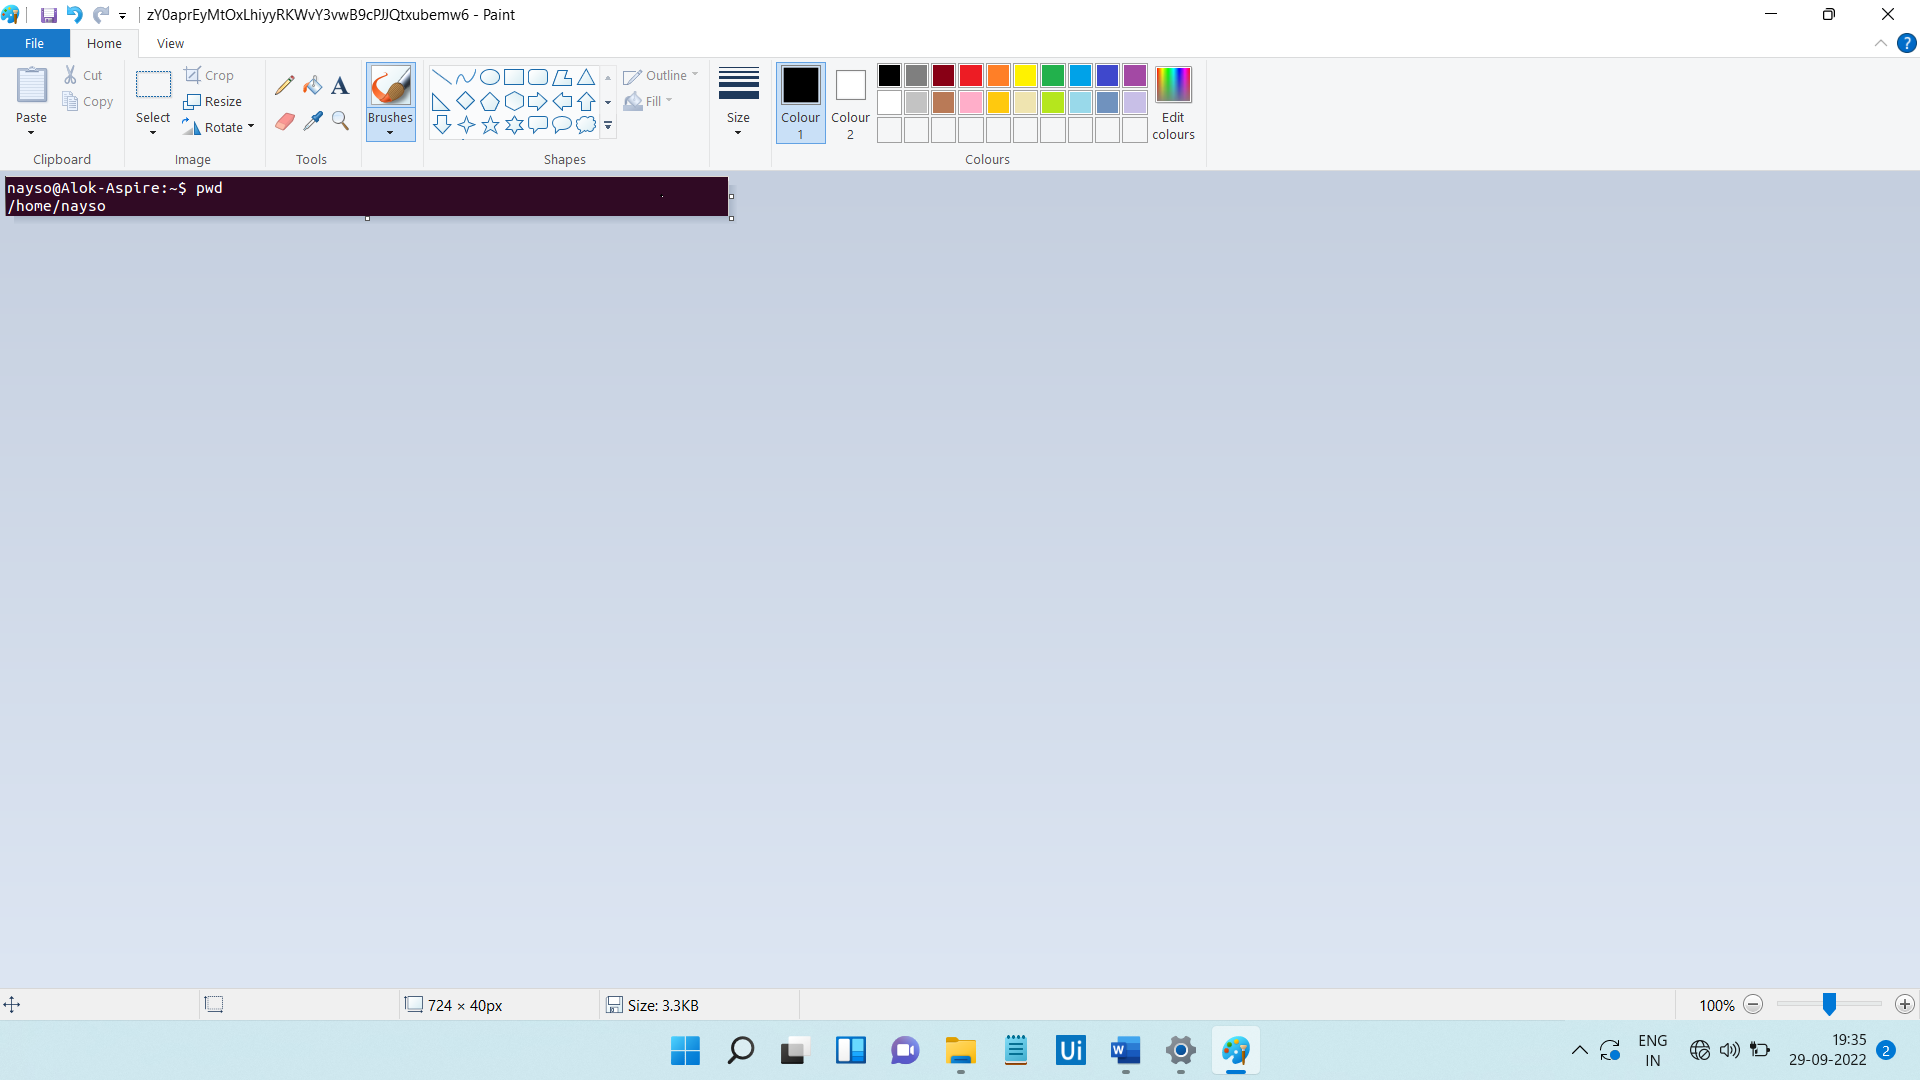 zY0aprEyMtOxLhiyyRKWvY3vwB9cPJJQtxubemw6 - Paint
File Home View
Paste
Cut
Copy
Clipboard
Select
Crop
Resize
Rotate
Image
A
Tools
Brushes
Shapes
Outline
Fill
Size
Colour 1
Colour 2
Edit colours
Colours
nayso@Alok-Aspire:~$ pwd
/home/nayso
724 × 40px
Size: 3.3KB
100%
Ui
W
ENG
IN
19:35
29-09-2022
2